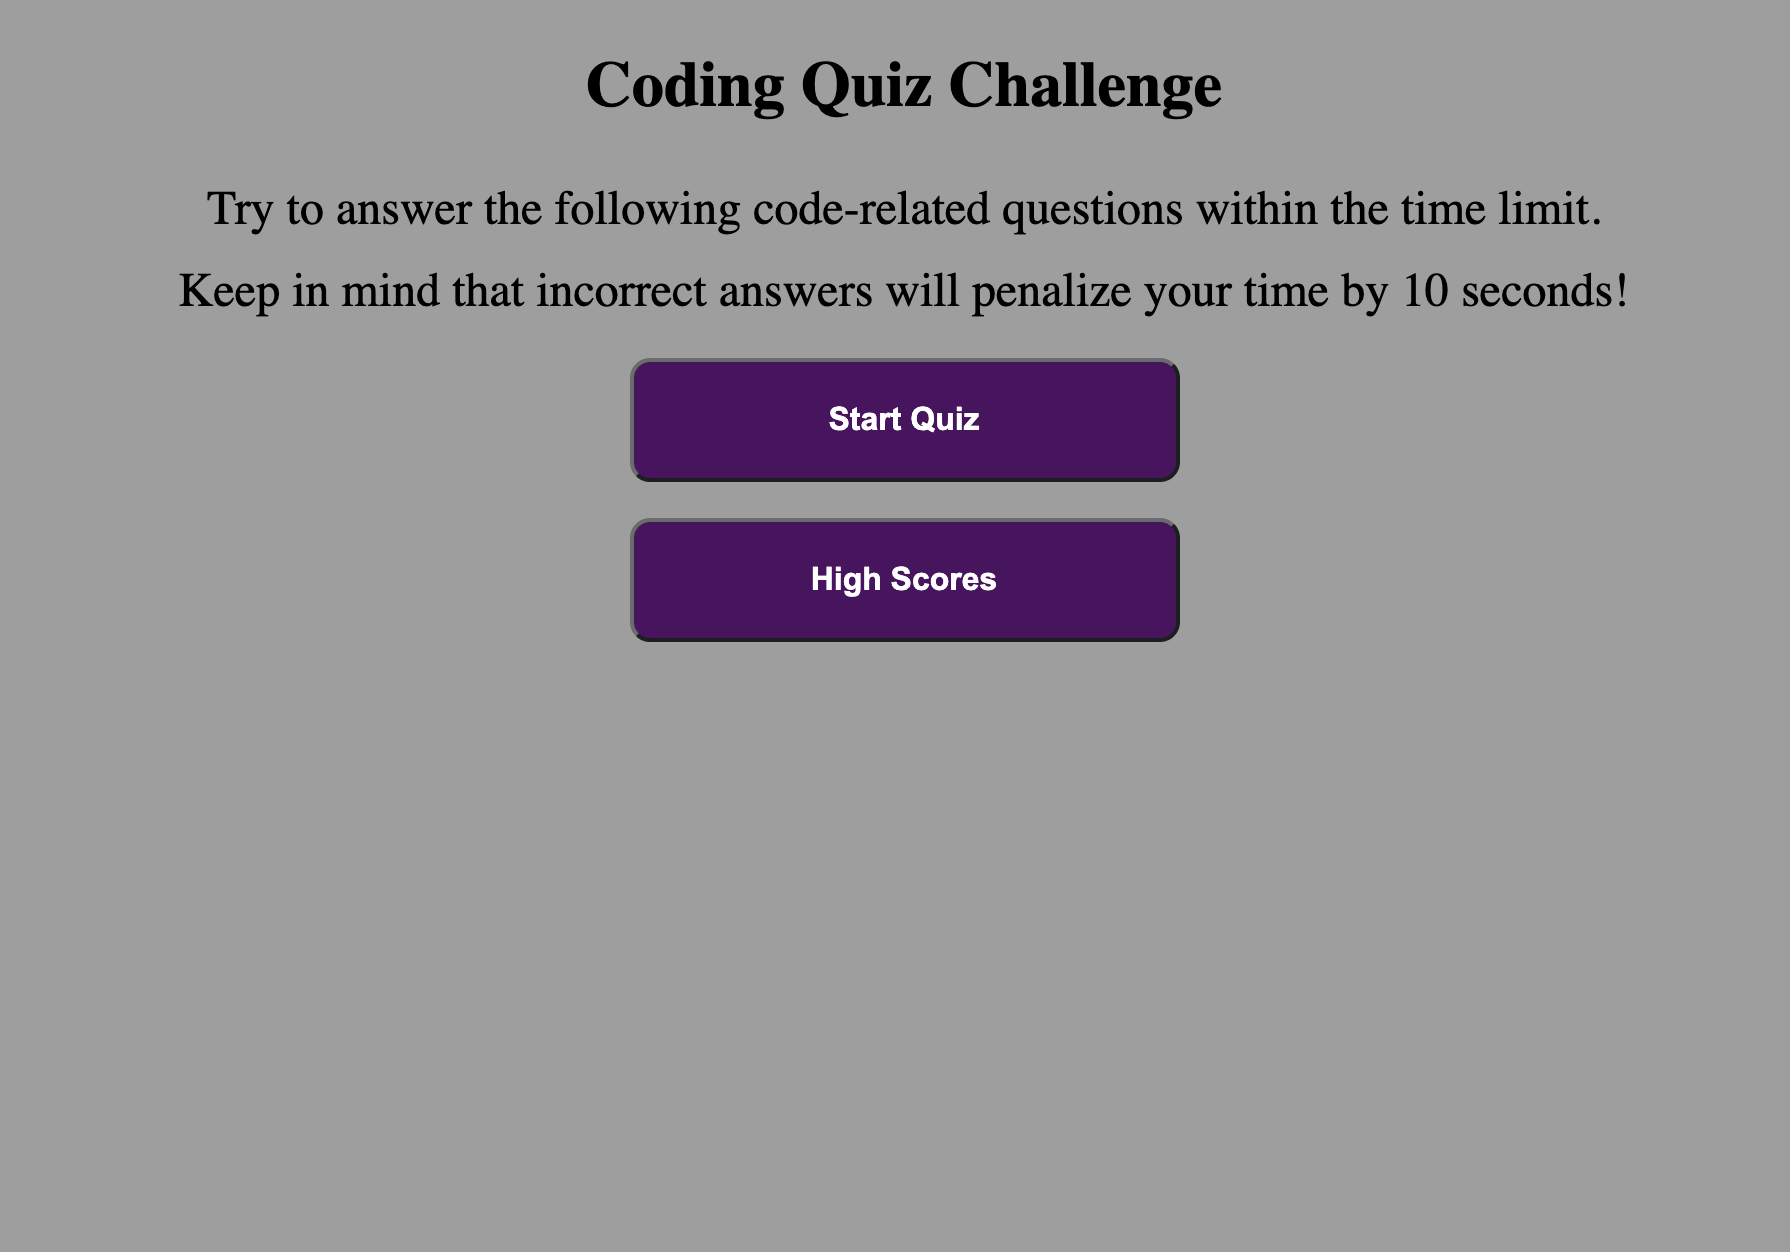 Coding Quiz Challenge
Try to answer the following code-related questions within the time limit.
Keep in mind that incorrect answers will penalize your time by 10 seconds!
Start Quiz
High Scores